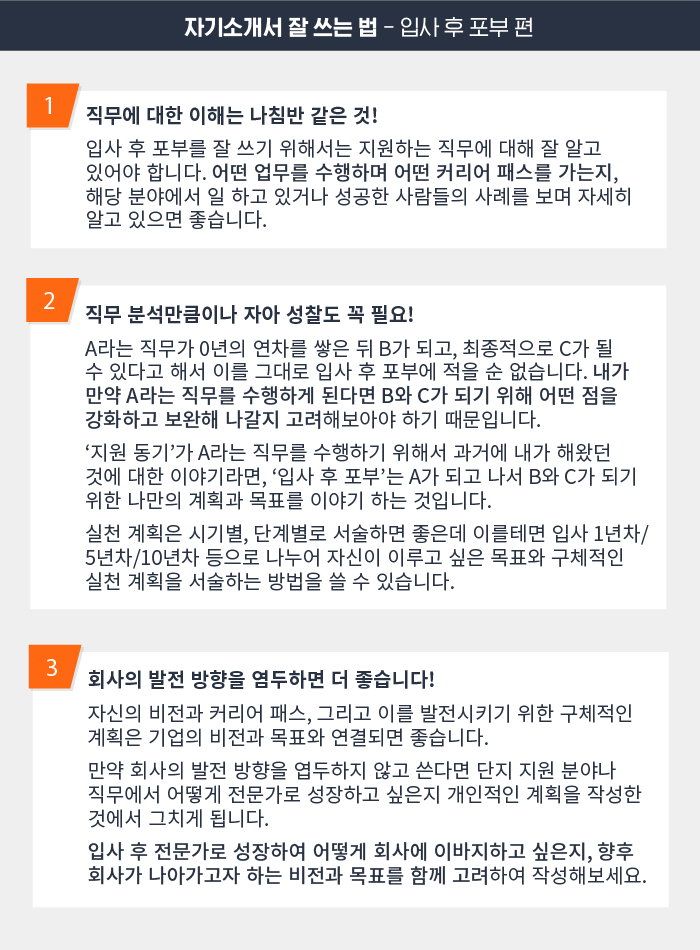 자기소개서 잘 쓰는 법 – 입사 후 포부 편
1
직무에 대한 이해는 나침반 같은 것!
입사 후 포부를 잘 쓰기 위해서는 지원하는 직무에 대해 잘 알고
있어야 합니다. 어떤 업무를 수행하며 어떤 커리어 패스를 가는지,
해당 분야에서 일 하고 있거나 성공한 사람들의 사례를 보며 자세히
알고 있으면 좋습니다.
2
직무 분석만큼이나 자아 성찰도 꼭 필요!
A라는 직무가 0년의 연차를 쌓은 뒤 B가 되고, 최종적으로 C가 될
수 있다고 해서 이를 그대로 입사 후 포부에 적을 순 없습니다. 내가
만약 A라는 직무를 수행하게 된다면 B와 C가 되기 위해 어떤 점을
강화하고 보완해 나갈지 고려해보아야 하기 때문입니다.
‘지원 동기’가 A라는 직무를 수행하기 위해서 과거에 내가 해왔던
것에 대한 이야기라면, ‘입사 후 포부’는 A가 되고 나서 B와 C가 되기
위한 나만의 계획과 목표를 이야기 하는 것입니다.
실천 계획은 시기별, 단계별로 서술하면 좋은데 이를테면 입사 1년차/
5년차/10년차 등으로 나누어 자신이 이루고 싶은 목표와 구체적인
실천 계획을 서술하는 방법을 쓸 수 있습니다.
3
회사의 발전 방향을 염두하면 더 좋습니다!
자신의 비전과 커리어 패스, 그리고 이를 발전시키기 위한 구체적인
계획은 기업의 비전과 목표와 연결되면 좋습니다.
만약 회사의 발전 방향을 엽두하지 않고 쓴다면 단지 지원 분야나
직무에서 어떻게 전문가로 성장하고 싶은지 개인적인 계획을 작성한
것에서 그치게 됩니다.
입사 후 전문가로 성장하여 어떻게 회사에 이바지하고 싶은지, 향후
회사가 나아가고자 하는 비전과 목표를 함께 고려하여 작성해보세요.